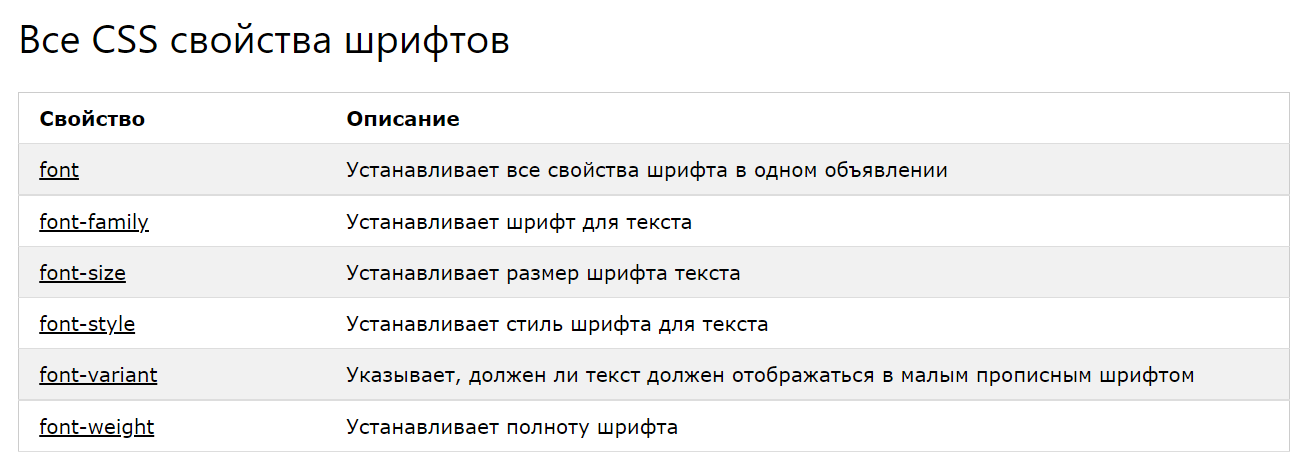 Все CSS свойства шрифтов
Свойство Описание
font Устанавливает все свойства шрифта в одном объявлении
font-family Устанавливает шрифт для текста
font-size Устанавливает размер шрифта текста
font-style Устанавливает стиль шрифта для текста
font-variant Указывает, должен ли текст должен отображаться в малым прописным шрифтом
font-weight Устанавливает полноту шрифта